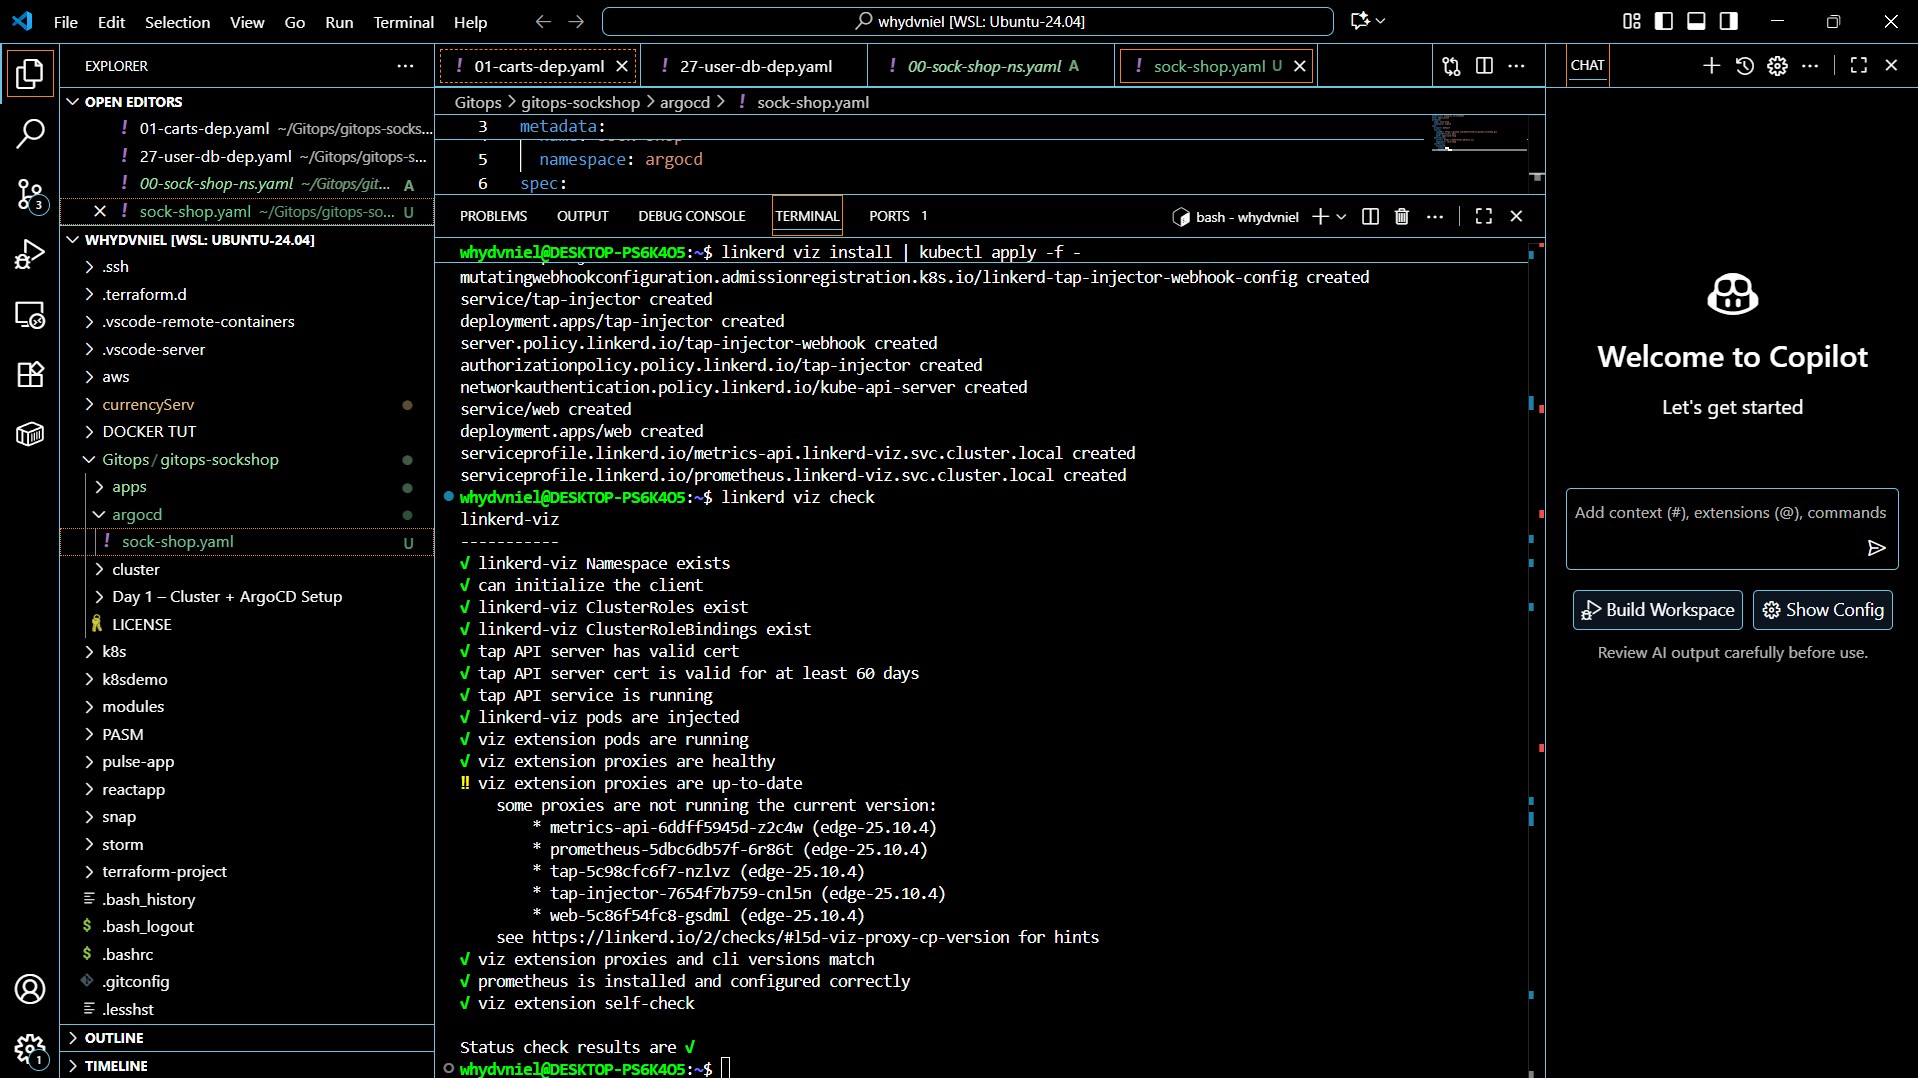 File Edit Selection View Go Run Terminal Help
whydvniel [WSL: Ubuntu-24.04]
EXPLORER
OPEN EDITORS
! 01-carts-dep.yaml ~/Gitops/gitops-socks...
! 27-user-db-dep.yaml ~/Gitops/gitops-s...
! 00-sock-shop-ns.yaml ~/Gitops/git... A
! sock-shop.yaml ~/Gitops/gitops-so... U
WHYDVNIEL [WSL: UBUNTU-24.04]
.ssh
.terraform.d
.vscode-remote-containers
.vscode-server
aws
currencyServ
DOCKER TUT
Gitops / gitops-sockshop
apps
argocd
! sock-shop.yaml U
cluster
Day 1 – Cluster + ArgoCD Setup
LICENSE
k8s
k8sdemo
modules
PASM
pulse-app
reactapp
snap
storm
terraform-project
.bash_history
$ .bash_logout
$ .bashrc
.gitconfig
.lesshst
OUTLINE
TIMELINE
3
1
! 01-carts-dep.yaml ! 27-user-db-dep.yaml ! 00-sock-shop-ns.yaml A ! sock-shop.yaml U
Gitops > gitops-sockshop > argocd > ! sock-shop.yaml
3 metadata:
5 namespace: argocd
6 spec:
PROBLEMS OUTPUT DEBUG CONSOLE TERMINAL PORTS 1
bash - whydvniel
whydvniel@DESKTOP-PS6K4O5:~$ linkerd viz install | kubectl apply -f -
mutatingwebhookconfiguration.admissionregistration.k8s.io/linkerd-tap-injector-webhook-config created
service/tap-injector created
deployment.apps/tap-injector created
server.policy.linkerd.io/tap-injector-webhook created
authorizationpolicy.policy.linkerd.io/tap-injector created
networkauthentication.policy.linkerd.io/kube-api-server created
service/web created
deployment.apps/web created
serviceprofile.linkerd.io/metrics-api.linkerd-viz.svc.cluster.local created
serviceprofile.linkerd.io/prometheus.linkerd-viz.svc.cluster.local created
whydvniel@DESKTOP-PS6K4O5:~$ linkerd viz check
linkerd-viz
-----------
√ linkerd-viz Namespace exists
√ can initialize the client
√ linkerd-viz ClusterRoles exist
√ linkerd-viz ClusterRoleBindings exist
√ tap API server has valid cert
√ tap API server cert is valid for at least 60 days
√ tap API service is running
√ linkerd-viz pods are injected
√ viz extension pods are running
√ viz extension proxies are healthy
‼ viz extension proxies are up-to-date
some proxies are not running the current version:
* metrics-api-6ddff5945d-z2c4w (edge-25.10.4)
* prometheus-5dbc6db57f-6r86t (edge-25.10.4)
* tap-5c98cfc6f7-nzlvz (edge-25.10.4)
* tap-injector-7654f7b759-cnl5n (edge-25.10.4)
* web-5c86f54fc8-gsdml (edge-25.10.4)
see https://linkerd.io/2/checks/#l5d-viz-proxy-cp-version for hints
√ viz extension proxies and cli versions match
√ prometheus is installed and configured correctly
√ viz extension self-check
Status check results are √
whydvniel@DESKTOP-PS6K4O5:~$
CHAT
Welcome to Copilot
Let's get started
Add context (#), extensions (@), commands
Build Workspace
Show Config
Review AI output carefully before use.